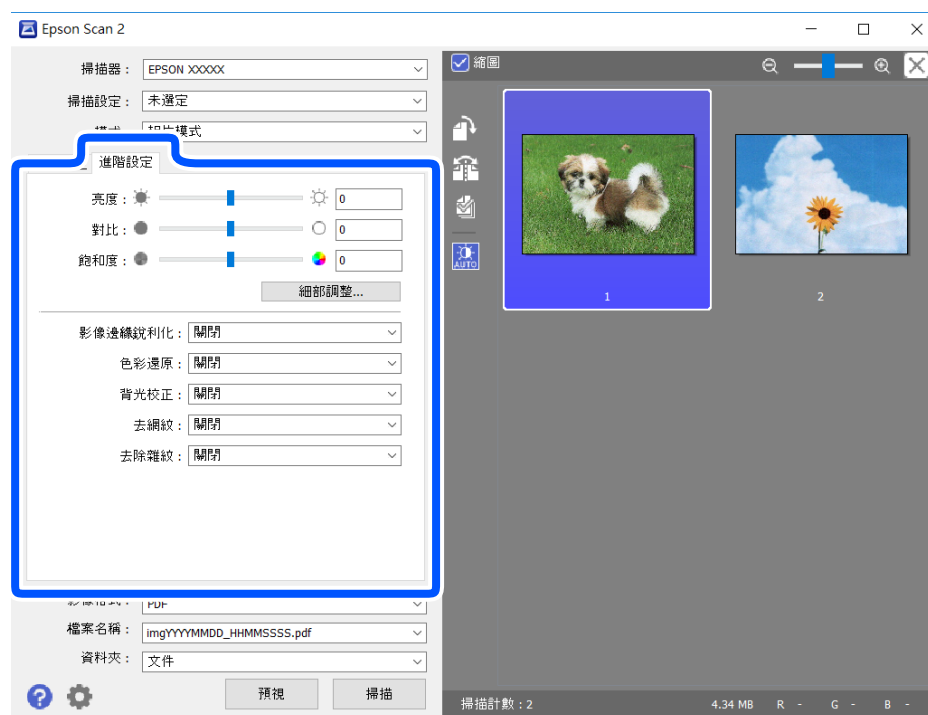 Epson Scan 2
掃描器：
EPSON XXXXX
掃描設定：
未選定
進階設定
亮度：
0
對比：
0
飽和度：
0
細部調整...
影像邊緣銳利化：
關閉
色彩還原：
關閉
背光校正：
關閉
去網紋：
關閉
去除雜紋：
關閉
PDF
檔案名稱：
imgYYYYMMDD_HHMMSSSS.pdf
資料夾：
文件
?
預視
掃描
縮圖
AUTO
1
2
掃描計數：2
4.34 MB
R -
G -
B -